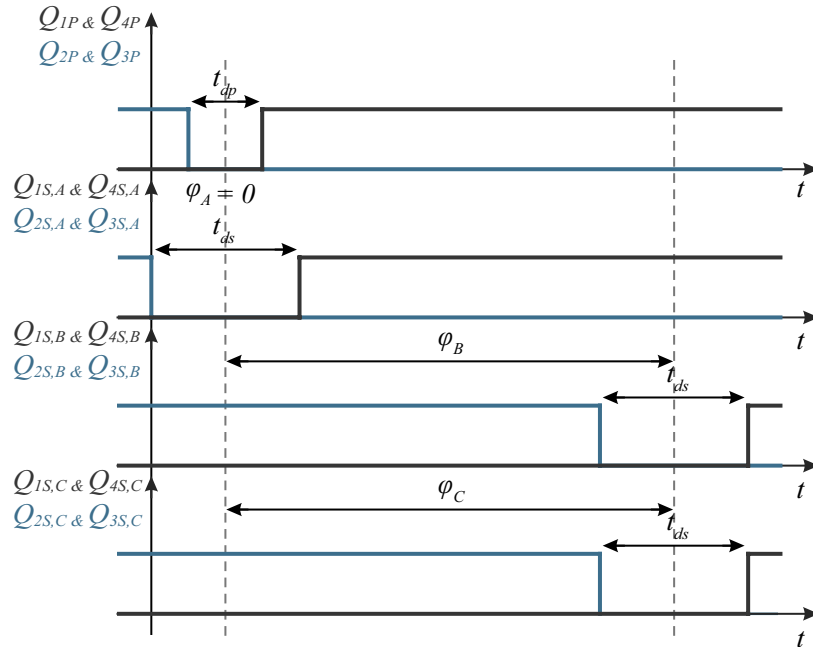 Q1P & Q4P
Q2P & Q3P
tdp
t
Q1S,A & Q4S,A
φA = 0
Q2S,A & Q3S,A
tds
t
Q1S,B & Q4S,B
φB
Q2S,B & Q3S,B
tds
t
Q1S,C & Q4S,C
φC
Q2S,C & Q3S,C
tds
t